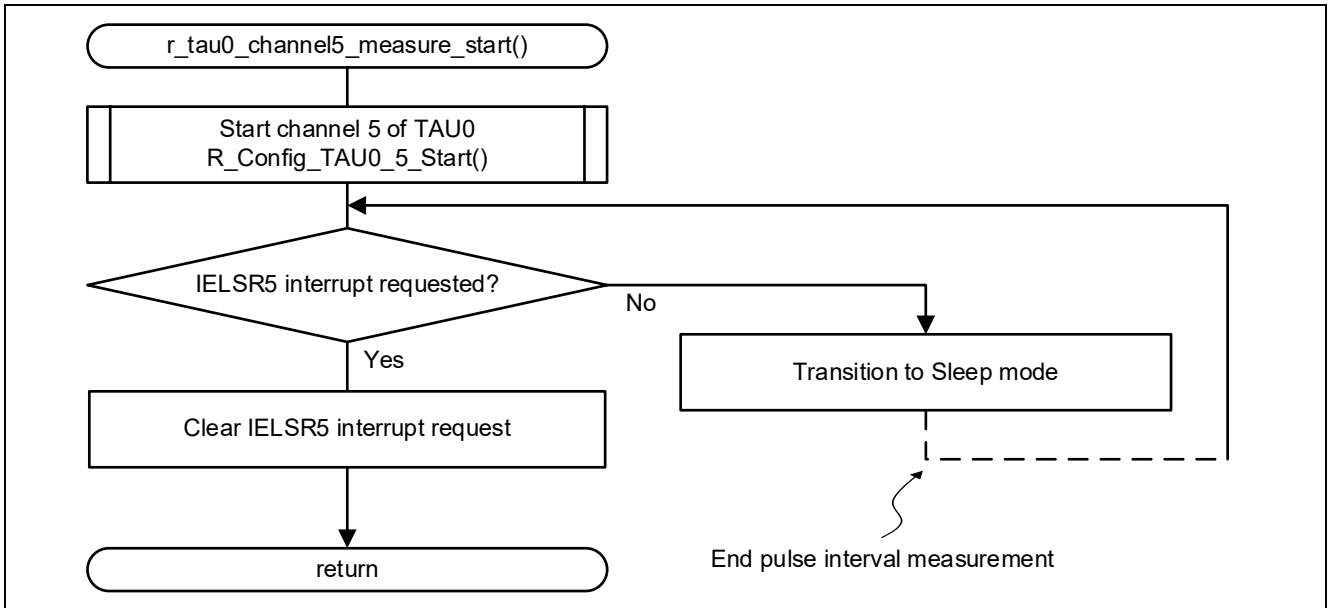 r_tau0_channel5_measure_start()
Start channel 5 of TAU0
R_Config_TAU0_5_Start()
IELSR5 interrupt requested?
No
Yes
Transition to Sleep mode
Clear IELSR5 interrupt request
End pulse interval measurement
return